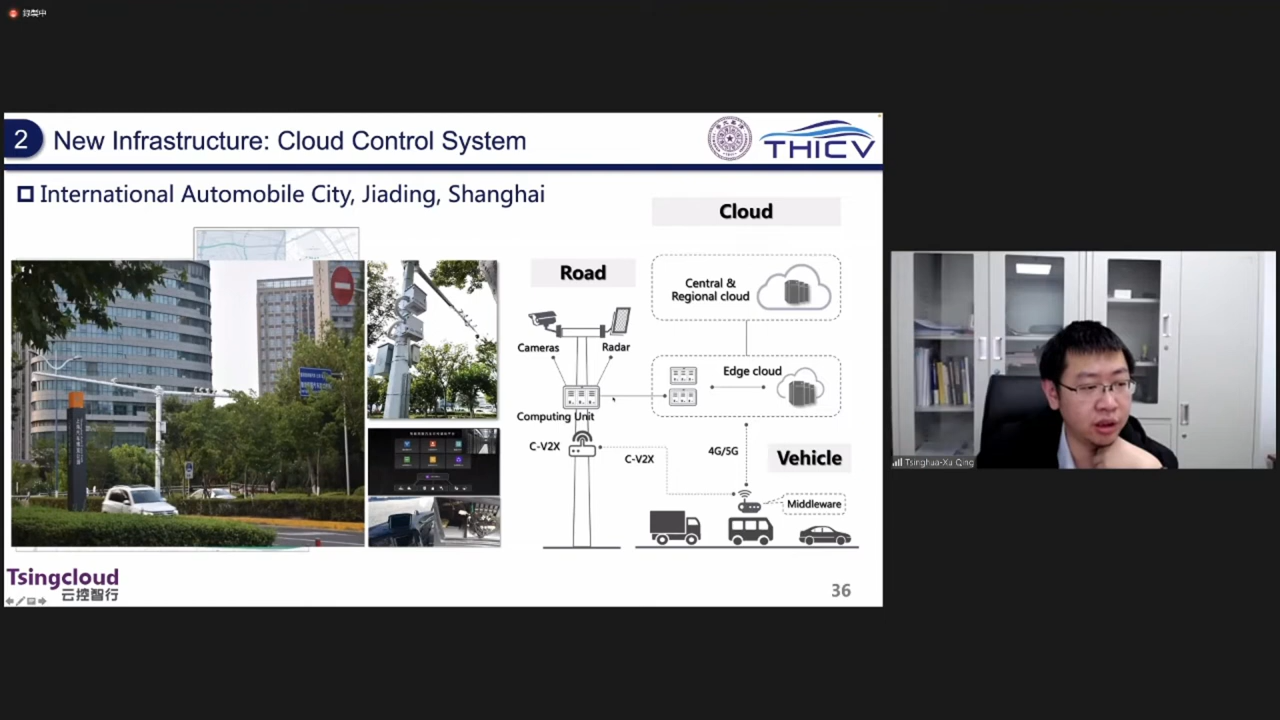 錄製中
2
New Infrastructure: Cloud Control System
THICV
International Automobile City, Jiading, Shanghai
Cloud
Road
Central &
Regional cloud
Cameras
Radar
Edge cloud
Computing Unit
C-V2X
C-V2X
4G/5G
Vehicle
Middleware
Tsingcloud
云控智行
36
Tsinghua-Xu Qing